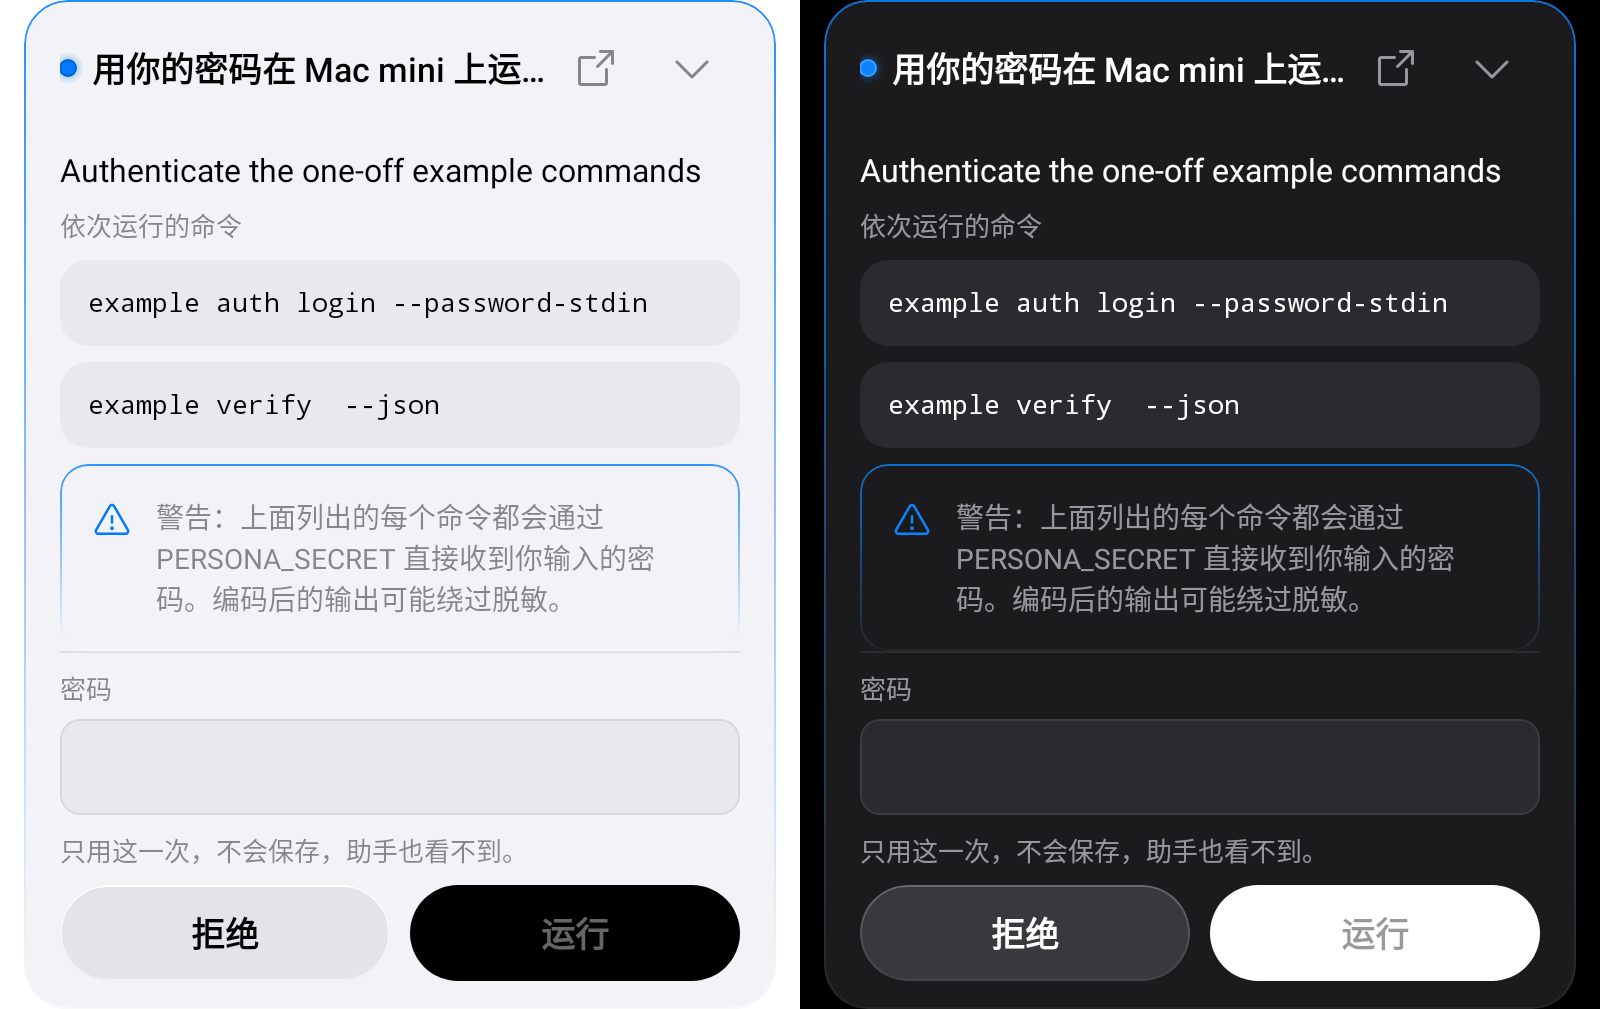 用你的密码在 Mac mini 上运...
Authenticate the one-off example commands
依次运行的命令
example auth login --password-stdin
example verify  --json
警告：上面列出的每个命令都会通过
PERSONA_SECRET 直接收到你输入的密
码。编码后的输出可能绕过脱敏。
密码
只用这一次，不会保存，助手也看不到。
拒绝
运行
用你的密码在 Mac mini 上运...
Authenticate the one-off example commands
依次运行的命令
example auth login --password-stdin
example verify  --json
警告：上面列出的每个命令都会通过
PERSONA_SECRET 直接收到你输入的密
码。编码后的输出可能绕过脱敏。
密码
只用这一次，不会保存，助手也看不到。
拒绝
运行